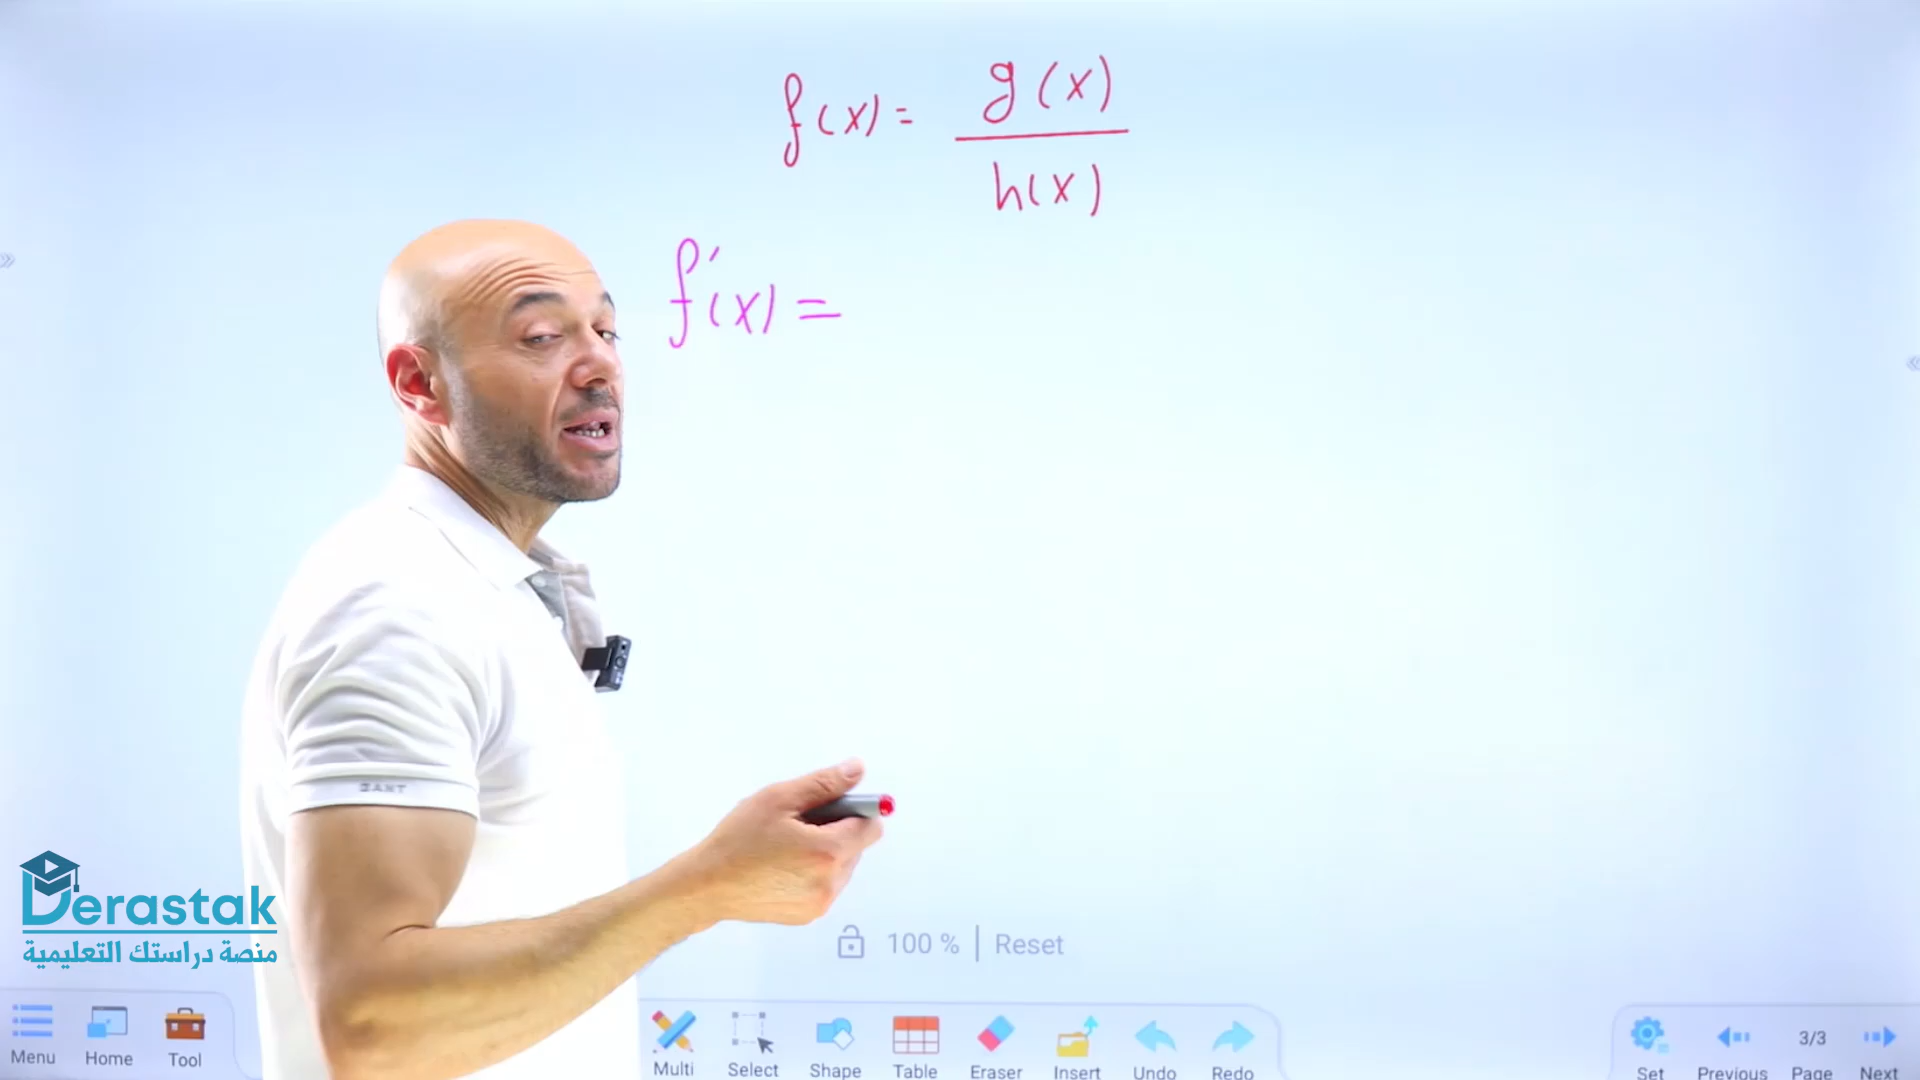 f(x) = g(x) / h(x)
f'(x) =
GANT
Derastak
منصة دراستك التعليمية
100 % | Reset
Menu Home Tool Multi Select Shape Table Eraser Insert Undo Redo Set Previous 3/3 Page Next